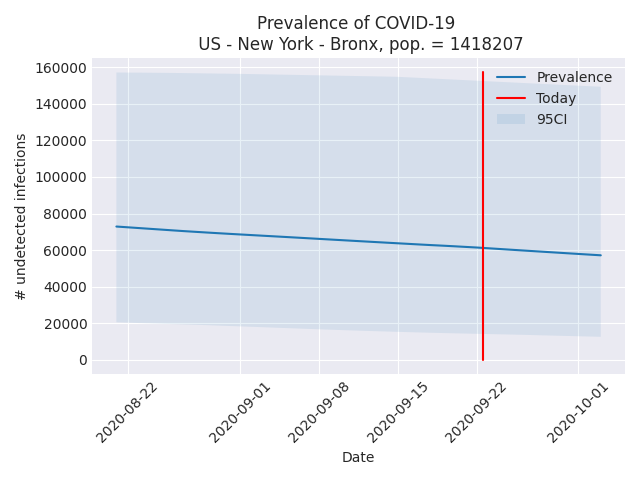 Prevalence of COVID-19
US - New York - Bronx, pop. = 1418207
160000
140000
120000
100000
80000
60000
40000
20000
0
# undetected infections
Prevalence
Today
95CI
2020-08-22
2020-09-01
2020-09-08
2020-09-15
2020-09-22
2020-10-01
Date